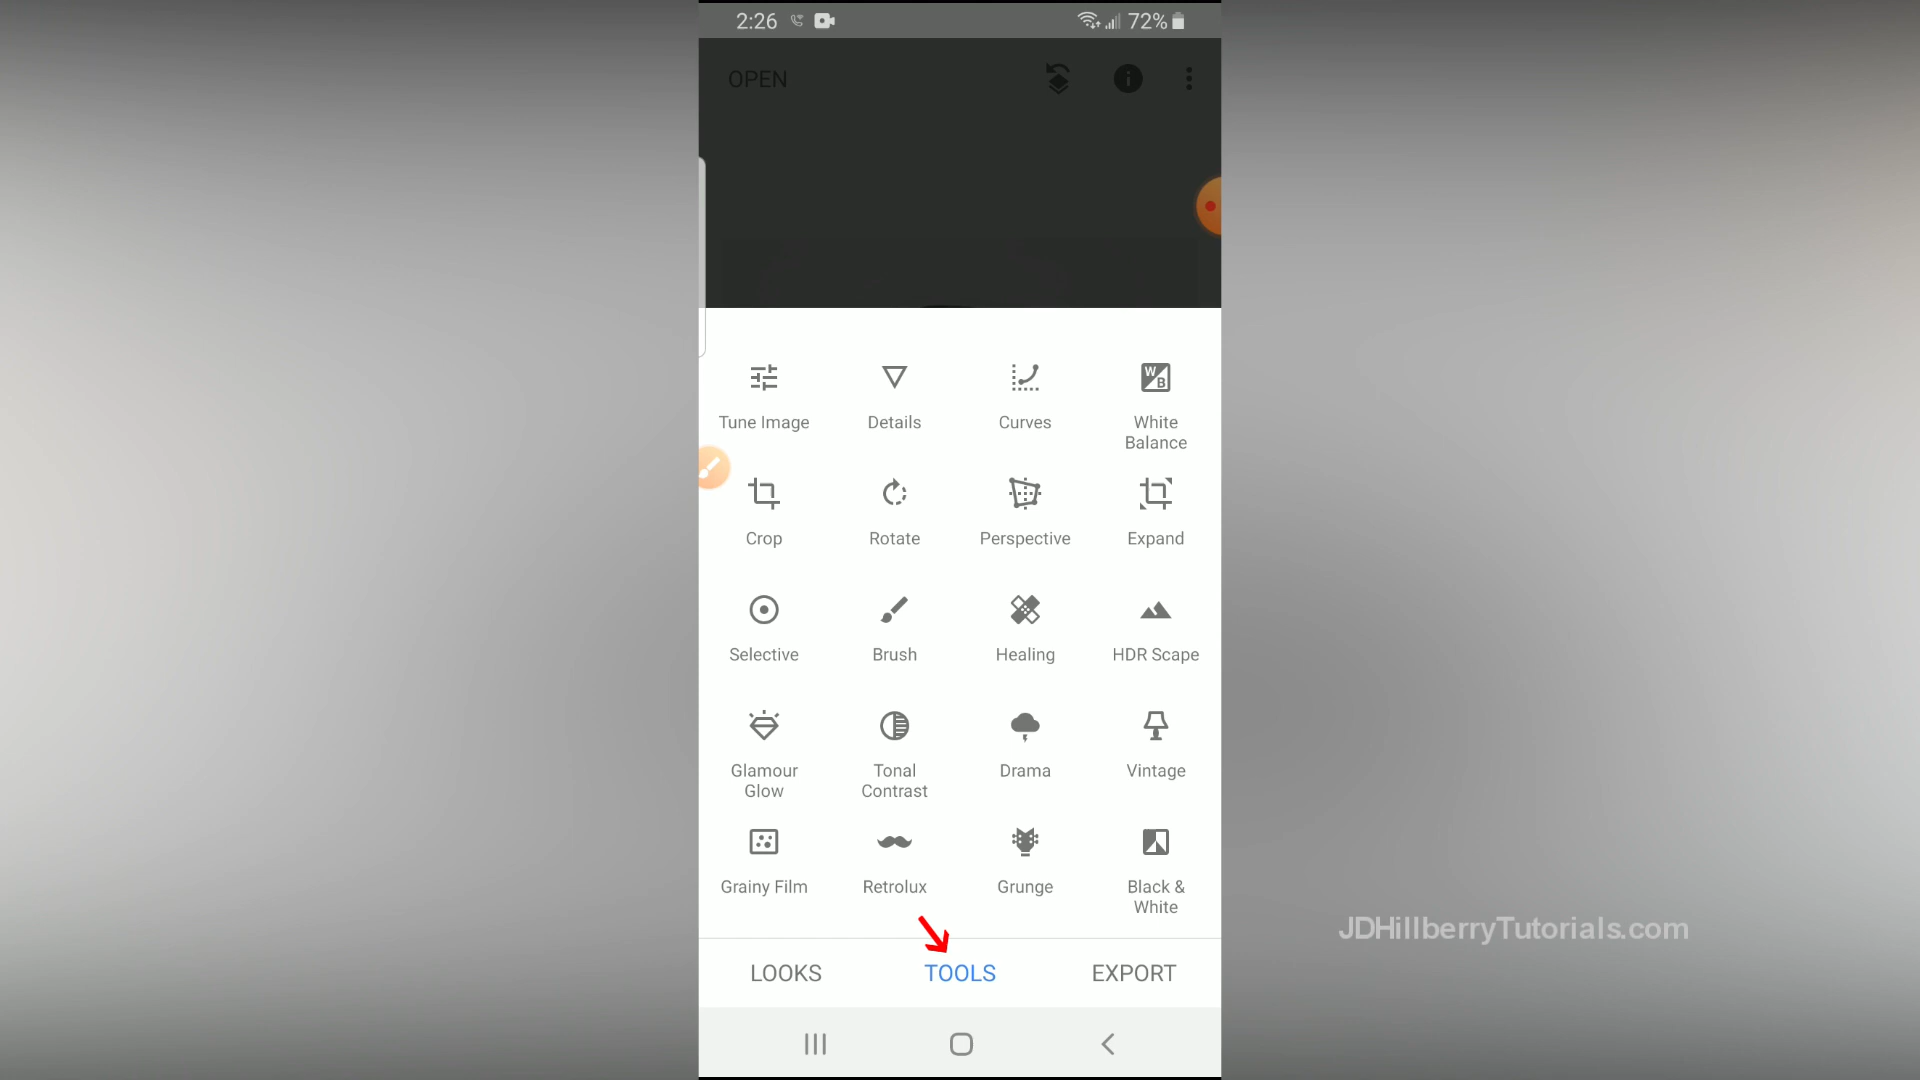 2:26 72%
OPEN
Tune Image Details Curves White Balance
Crop Rotate Perspective Expand
Selective Brush Healing HDR Scape
Glamour Glow Tonal Contrast Drama Vintage
Grainy Film Retrolux Grunge Black & White
JDHillberryTutorials.com
LOOKS TOOLS EXPORT